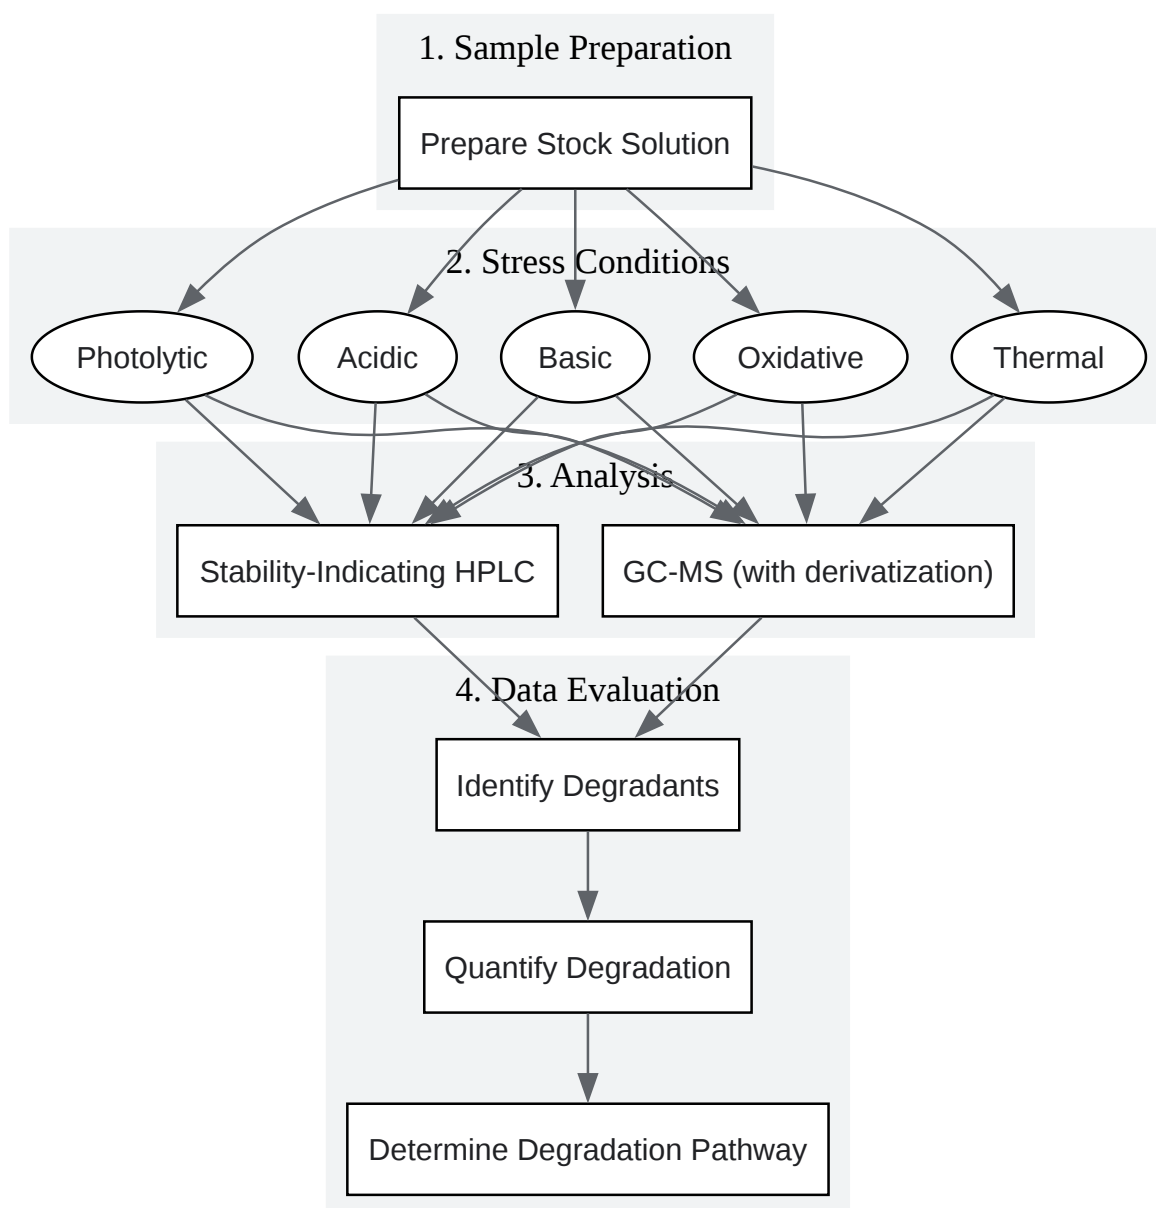 1. Sample Preparation
Prepare Stock Solution
2. Stress Conditions
Photolytic
Acidic
Basic
Oxidative
Thermal
3. Analysis
Stability-Indicating HPLC
GC-MS (with derivatization)
4. Data Evaluation
Identify Degradants
Quantify Degradation
Determine Degradation Pathway